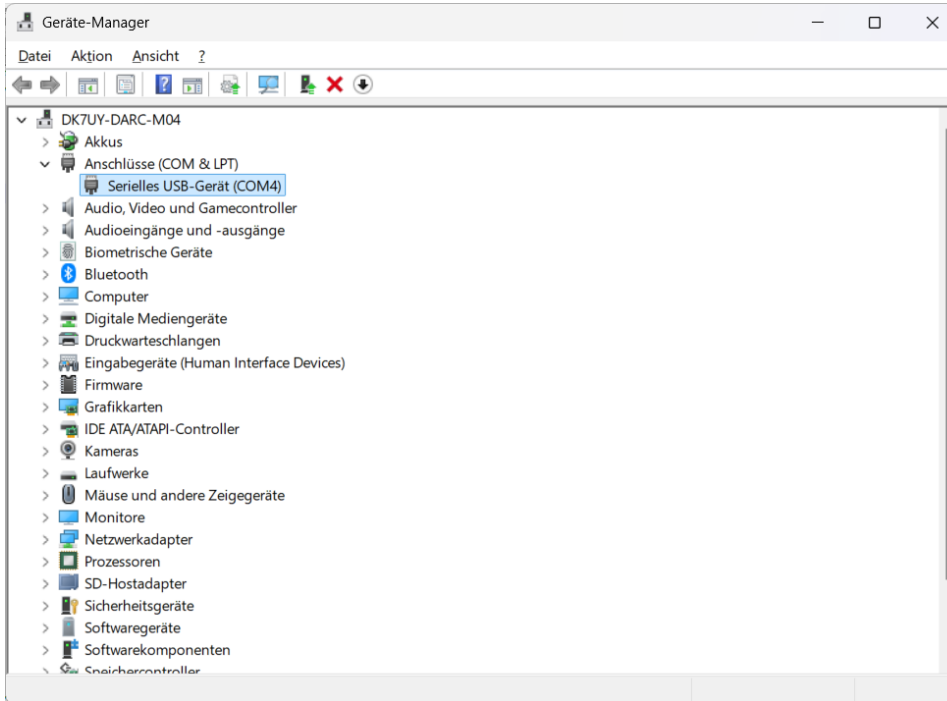 Geräte-Manager
Datei Aktion Ansicht ?
DK7UY-DARC-M04
Akkus
Anschlüsse (COM & LPT)
Serielles USB-Gerät (COM4)
Audio, Video und Gamecontroller
Audioeingänge und -ausgänge
Biometrische Geräte
Bluetooth
Computer
Digitale Mediengeräte
Druckwarteschlangen
Eingabegeräte (Human Interface Devices)
Firmware
Grafikkarten
IDE ATA/ATAPI-Controller
Kameras
Laufwerke
Mäuse und andere Zeigegeräte
Monitore
Netzwerkadapter
Prozessoren
SD-Hostadapter
Sicherheitsgeräte
Softwaregeräte
Softwarekomponenten
Speichercontroller